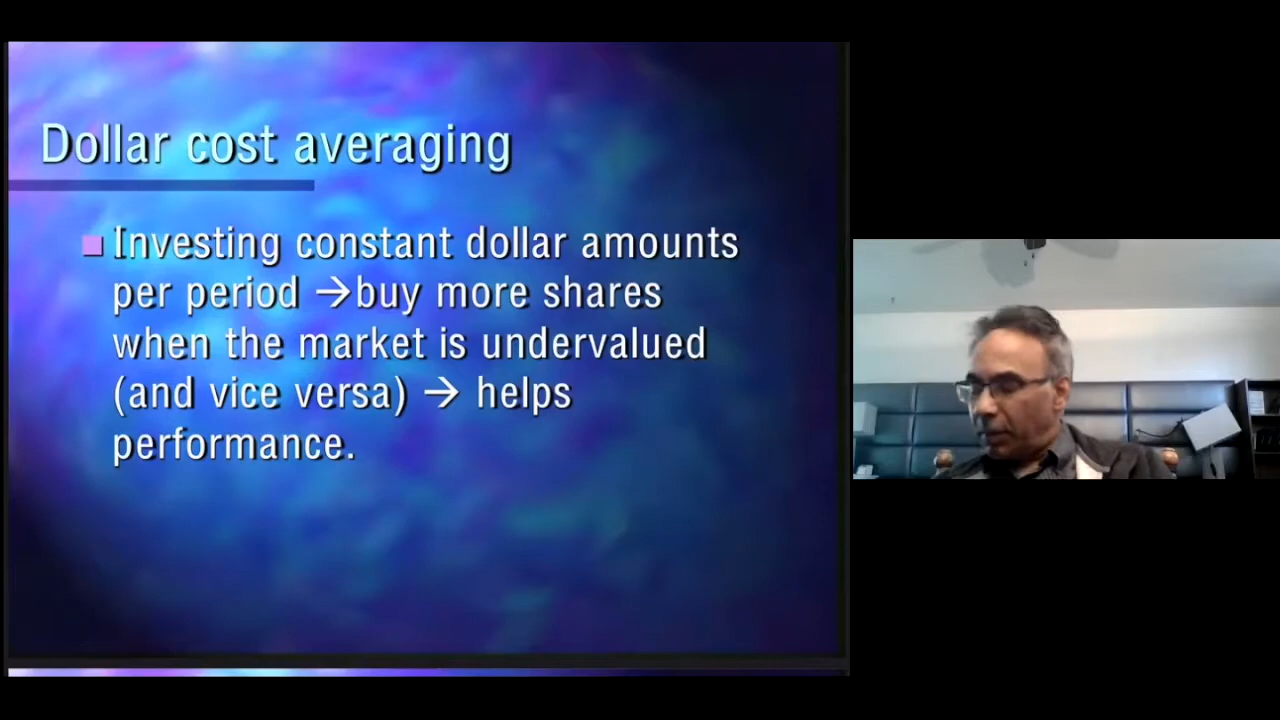 Dollar cost averaging
Investing constant dollar amounts
per period →buy more shares
when the market is undervalued
(and vice versa) → helps
performance.